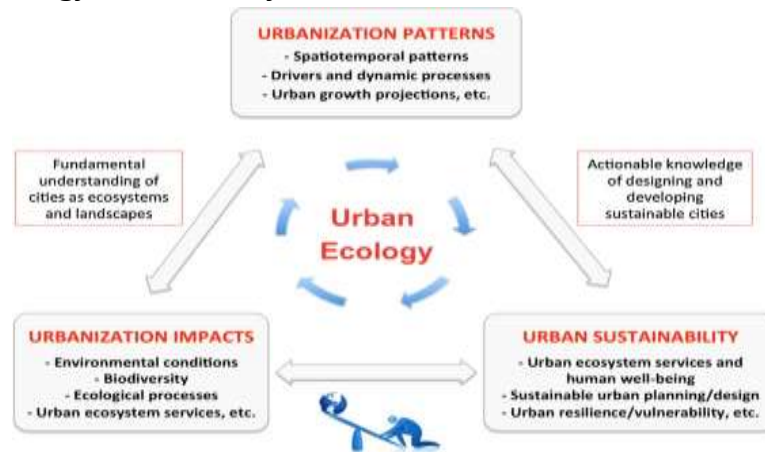 URBANIZATION PATTERNS
- Spatiotemporal patterns
- Drivers and dynamic processes
- Urban growth projections, etc.
Fundamental
understanding of
cities as ecosystems
and landscapes
Actionable knowledge
of designing and
developing
sustainable cities
Urban
Ecology
URBANIZATION IMPACTS
- Environmental conditions
- Biodiversity
- Ecological processes
- Urban ecosystem services, etc.
URBAN SUSTAINABILITY
- Urban ecosystem services and
human well-being
- Sustainable urban planning/design
- Urban resilience/vulnerability, etc.